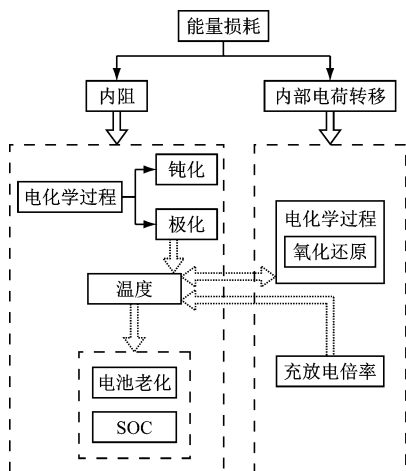 能量损耗
内阻
内部电荷转移
钝化
电化学过程
极化
电化学过程
氧化还原
温度
电池老化
充放电倍率
SOC